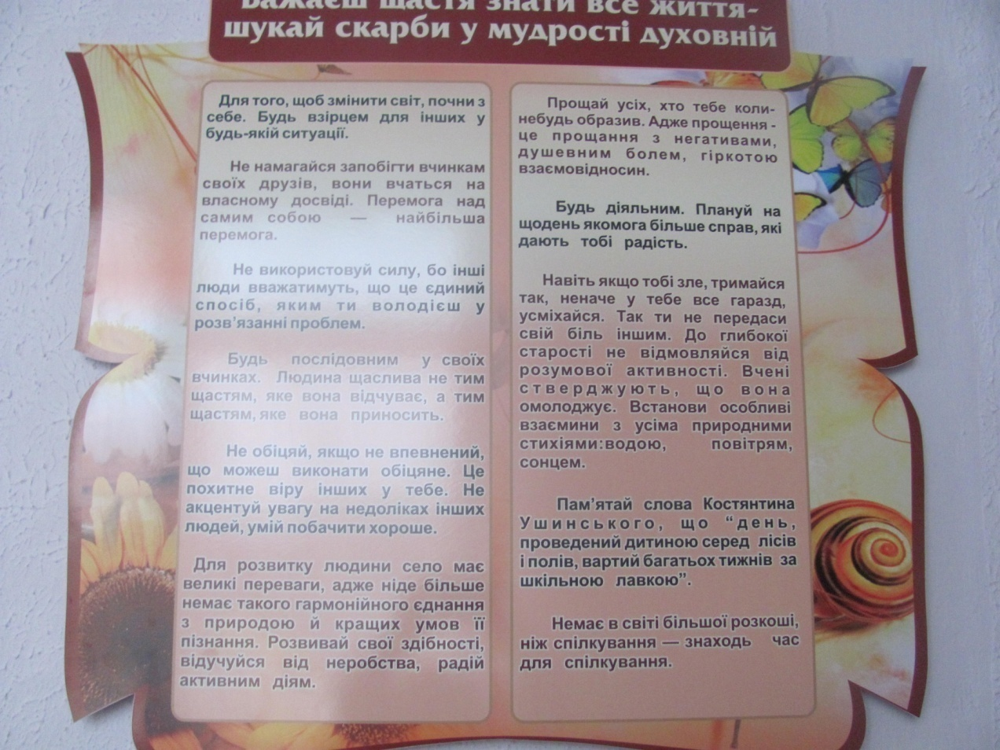 Бажаєш щастя знати все життя-
шукай скарби у мудрості духовній
Для того, щоб змінити світ, почни з
себе. Будь взірцем для інших у
будь-якій ситуації.
Не намагайся запобігти вчинкам
своїх друзів, вони вчаться на
власному досвіді. Перемога над
самим собою — найбільша
перемога.
Не використовуй силу, бо інші
люди вважатимуть, що це єдиний
спосіб, яким ти володієш у
розв’язанні проблем.
Будь послідовним у своїх
вчинках. Людина щаслива не тим
щастям, яке вона відчуває, а тим
щастям, яке вона приносить.
Не обіцяй, якщо не впевнений,
що можеш виконати обіцяне. Це
похитне віру інших у тебе. Не
акцентуй увагу на недоліках інших
людей, умій побачити хороше.
Для розвитку людини село має
великі переваги, адже ніде більше
немає такого гармонійного єднання
з природою й кращих умов її
пізнання. Розвивай свої здібності,
відучуйся від неробства, радій
активним діям.
Прощай усіх, хто тебе коли-
небудь образив. Адже прощення -
це прощання з негативами,
душевним болем, гіркотою
взаємовідносин.
Будь діяльним. Плануй на
щодень якомога більше справ, які
дають тобі радість.
Навіть якщо тобі зле, тримайся
так, неначе у тебе все гаразд,
усміхайся. Так ти не передаси
свій біль іншим. До глибокої
старості не відмовляйся від
розумової активності. Вчені
стверджують, що вона
омолоджує. Встанови особливі
взаємини з усіма природними
стихіями:водою, повітрям,
сонцем.
Пам’ятай слова Костянтина
Ушинського, що “день,
проведений дитиною серед лісів
і полів, вартий багатьох тижнів за
шкільною лавкою”.
Немає в світі більшої розкоші,
ніж спілкування — знаходь час
для спілкування.